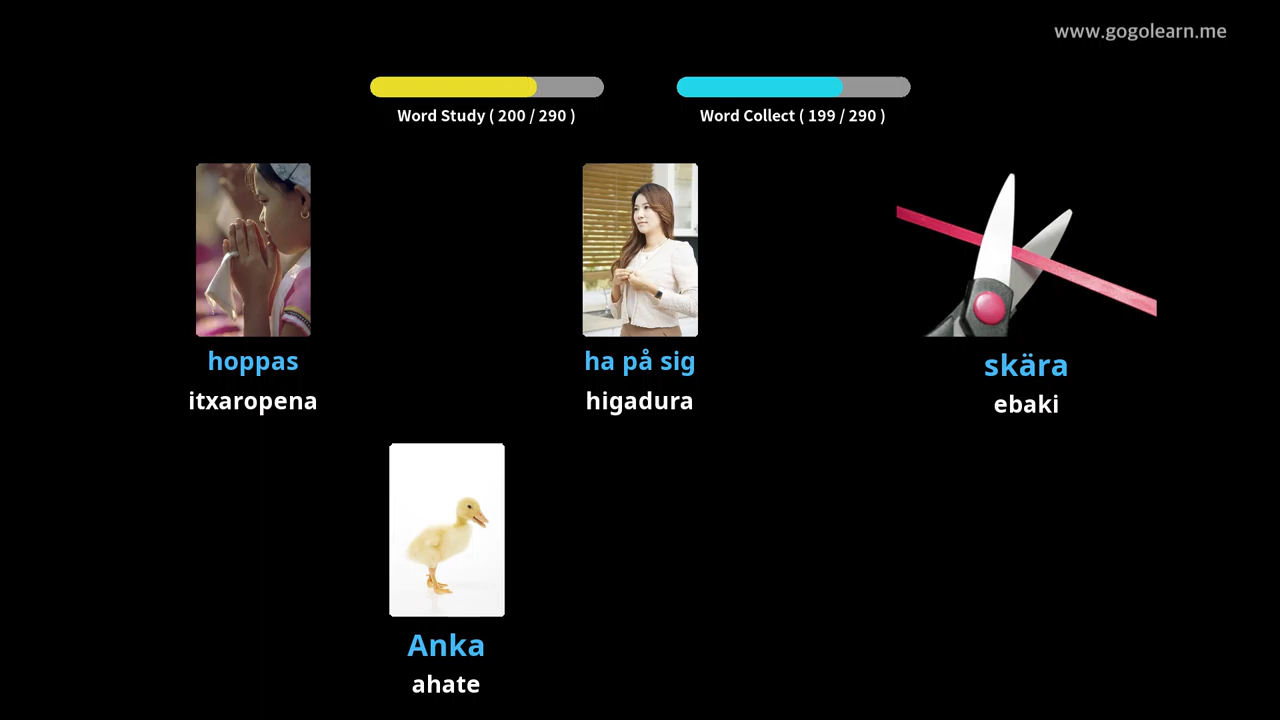 www.gogolearn.me
Word Study ( 200 / 290 )
Word Collect ( 199 / 290 )
hoppas
itxaropena
ha på sig
higadura
skära
ebaki
Anka
ahate